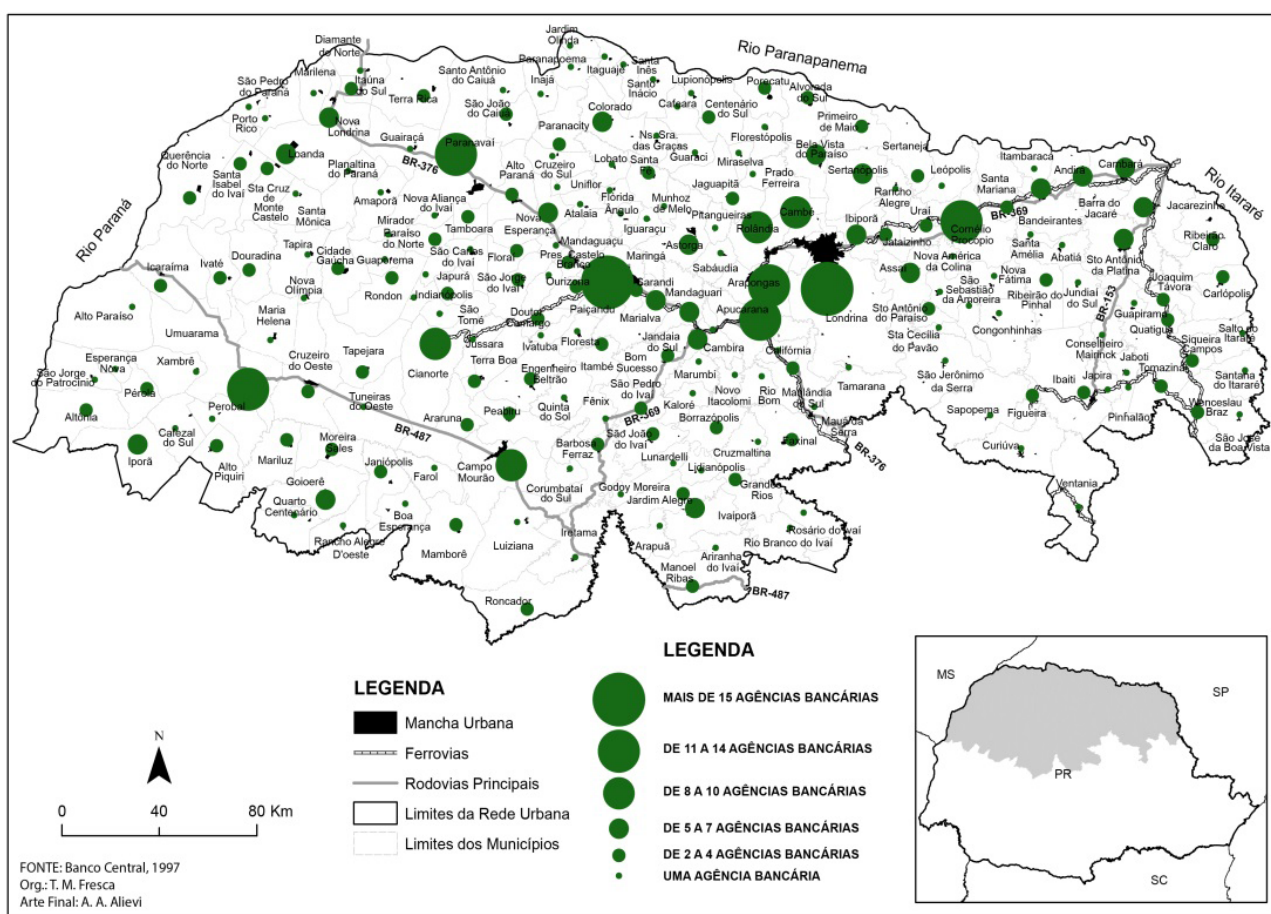 Diamante
do Norte
Jardim
Olinda
Rio Paranapanema
Marilena
Itaúna
do Sul
Santo Antônio
do Caiuá
Paranapoema
Itaguajé
Santa
Inês
São Pedro
do Paraná
Terra Rica
Inajá
Santo
Inácio
Lupionópolis
Porecatu
Alvorada
do Sul
São João
do Caiuá
Colorado
Cafeara
Centenário
do Sul
Porto
Rico
Nova
Londrina
Paranacity
Primeiro
de Maio
Guairaçá
Paranavaí
Ns. Sra.
das Graças
Florestópolis
Sertaneja
Querência
do Norte
Loanda
BR-376
Alto
Paraná
Cruzeiro
do Sul
Lobato
Santa
Fé
Guaraci
Miraselva
Bela Vista
do Paraíso
Itambaracá
Cambará
Planaltina
do Paraná
Prado
Ferreira
Sertanópolis
Leópolis
Santa
Mariana
Andirá
Rio Itararé
Santa
Isabel
do Ivaí
Sta Cruz
de Monte
Castelo
Uniflor
Flórida
Jaguapitã
Rancho
Alegre
Amaporã
Nova Aliança
do Ivaí
Atalaia
Ângulo
Munhoz
de Melo
Cambé
Ibiporã
Uraí
BR-369
Barra do
Jacaré
Jacarezinho
Santa
Mônica
Mirador
Tamboara
Nova
Esperança
Iguaraçu
Pitangueiras
Rolândia
Cornélio
Procópio
Bandeirantes
Rio Paraná
Paraíso
do Norte
Mandaguaçu
Astorga
Jataizinho
Ribeirão
Claro
Tapira
Cidade
Gaúcha
Guaporema
São Carlos
do Ivaí
Floraí
Pres. Castelo
Branco
Maringá
Sabáudia
Nova América
da Colina
Santa
Amélia
Abatiá
Sto Antônio
da Platina
Icaraíma
Ivaté
Douradina
Japurá
São Jorge
do Ivaí
Ourizona
Sarandi
Mandaguari
Arapongas
Assaí
São
Sebastião
da Amoreira
Nova
Fátima
Joaquim
Távora
Nova
Olímpia
Rondon
Indianópolis
Paiçandu
Marialva
Apucarana
Londrina
Ribeirão do
Pinhal
Jundiaí do
Sul
BR-153
Carlópolis
Alto Paraíso
Maria
Helena
São
Tomé
Doutor
Camargo
Jandaia
do Sul
Sto Antônio
do Paraíso
Congonhinhas
Guapirama
Quatiguá
Umuarama
Jussara
Ivatuba
Floresta
Cambira
Califórnia
Sta Cecília
do Pavão
Conselheiro
Mairinck
Siqueira
Campos
Salto do
Itararé
Esperança
Nova
Xambrê
Cruzeiro
do Oeste
Tapejara
Cianorte
Terra Boa
Itambé
Bom
Sucesso
Marumbi
São Jerônimo
da Serra
Japira
Jaboti
Tomazina
Santana
do Itararé
São Jorge
do Patrocínio
Pérola
Engenheiro
Beltrão
São Pedro
do Ivaí
Novo
Itacolomi
Rio
Bom
Marilândia
do Sul
Tamarana
Ibaiti
Perobal
Tuneiras
do Oeste
Araruna
Peabiru
Quinta
do Sol
Fênix
BR-369
Kaloré
Borrazópolis
Mauá da
Serra
Sapopema
Figueira
Pinhalão
Wenceslau
Braz
Altônia
Cafezal
do Sul
BR-487
São João
do Ivaí
Faxinal
BR-376
Curiúva
São José
da Boa Vista
Iporã
Alto
Piquiri
Mariluz
Moreira
Sales
Janiópolis
Farol
Campo
Mourão
Barbosa
Ferraz
Lunardelli
Cruzmaltina
Lidianópolis
Goioerê
Corumbataí
do Sul
Godoy Moreira
Jardim Alegre
Grandes
Rios
Ventania
Quarto
Centenário
Boa
Esperança
Ivaiporã
Rancho Alegre
D'oeste
Mamborê
Luiziana
Iretama
Arapuã
Ariranha
do Ivaí
Rio Branco do Ivaí
Rosário do Ivaí
Manoel
Ribas
BR-487
Roncador
LEGENDA
Mancha Urbana
Ferrovias
Rodovias Principais
Limites da Rede Urbana
Limites dos Municípios
LEGENDA
MAIS DE 15 AGÊNCIAS BANCÁRIAS
DE 11 A 14 AGÊNCIAS BANCÁRIAS
DE 8 A 10 AGÊNCIAS BANCÁRIAS
DE 5 A 7 AGÊNCIAS BANCÁRIAS
DE 2 A 4 AGÊNCIAS BANCÁRIAS
UMA AGÊNCIA BANCÁRIA
MS
SP
PR
SC
N
0 80 Km
FONTE: Banco Central, 1997
Org.: T. M. Fresca
Arte Final: A. A. Alievi